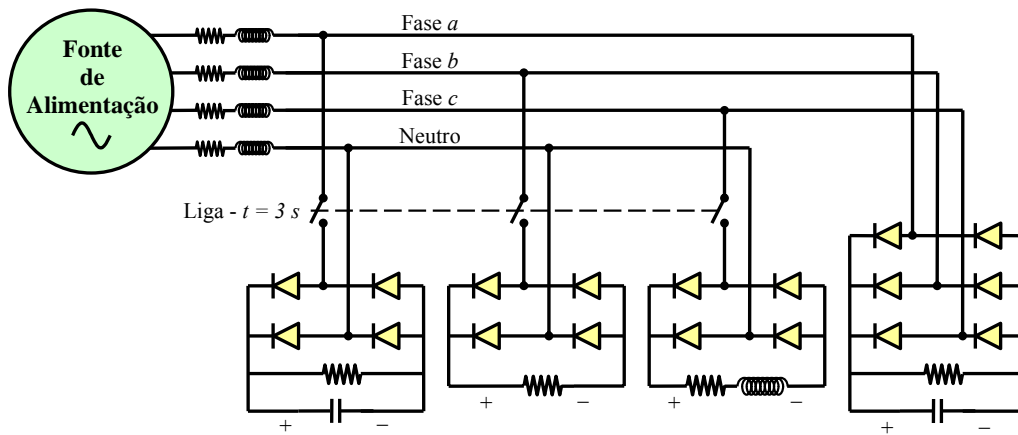 Fonte
de
Alimentação
Fase a
Fase b
Fase c
Neutro
Liga - t = 3 s
+ −
+ −
+ −
+ −